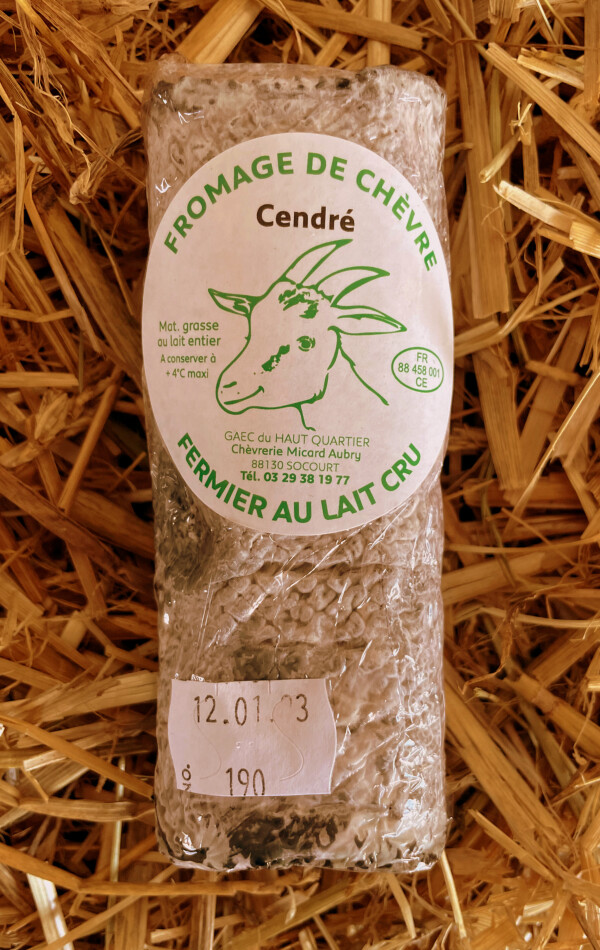 FROMAGE DE CHÈVRE
Cendré
Mat. grasse
au lait entier
A conserver à
+ 4°C maxi
FR
88 458 001
CE
GAEC du HAUT QUARTIER
Chèvrerie Micard Aubry
88130 SOCOURT
Tél. 03 29 38 19 77
FERMIER AU LAIT CRU
12.01.
190